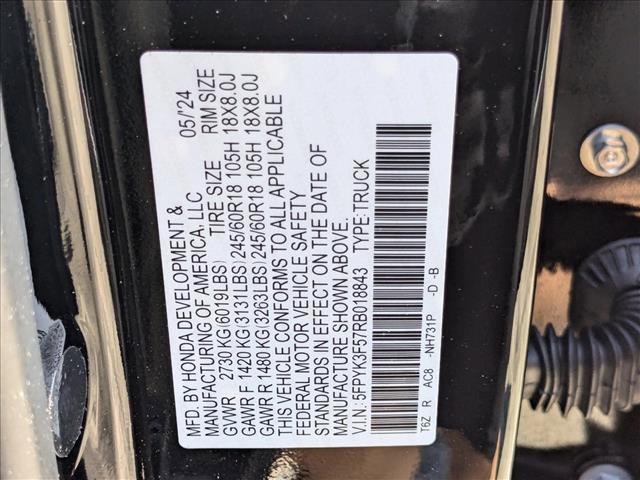 MFD. BY HONDA DEVELOPMENT &
MANUFACTURING OF AMERICA, LLC 05/24
GVWR 2730 KG(6019LBS) TIRE SIZE RIM SIZE
GAWR F 1420 KG(3131LBS)245/60R18 105H 18X8.0J
GAWR R 1480 KG(3263LBS)245/60R18 105H 18X8.0J
THIS VEHICLE CONFORMS TO ALL APPLICABLE
FEDERAL MOTOR VEHICLE SAFETY
STANDARDS IN EFFECT ON THE DATE OF
MANUFACTURE SHOWN ABOVE.
V.I.N.: 5FPYK3F57RB018843 TYPE: TRUCK
T6Z R AC8 -NH731P -D -B